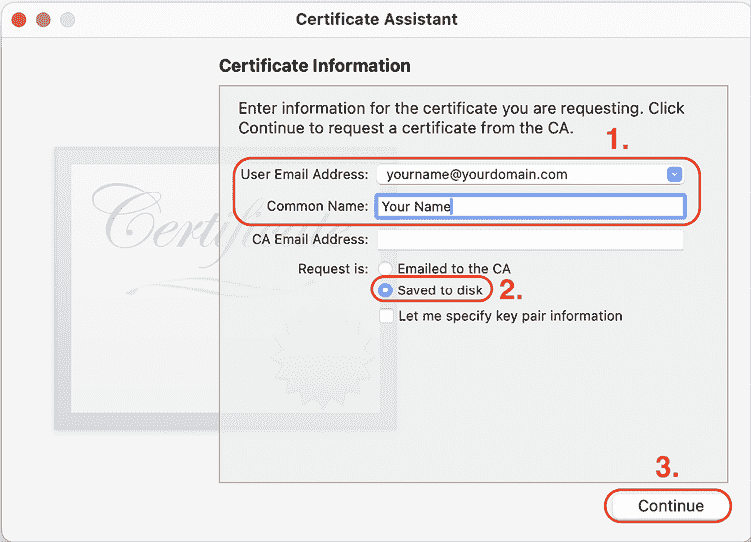 Certificate Assistant
Certificate Information
Enter information for the certificate you are requesting. Click
Continue to request a certificate from the CA.
1.
User Email Address: yourname@yourdomain.com
Common Name: Your Name
CA Email Address:
Request is: Emailed to the CA
Saved to disk 2.
Let me specify key pair information
Certificate
3.
Continue